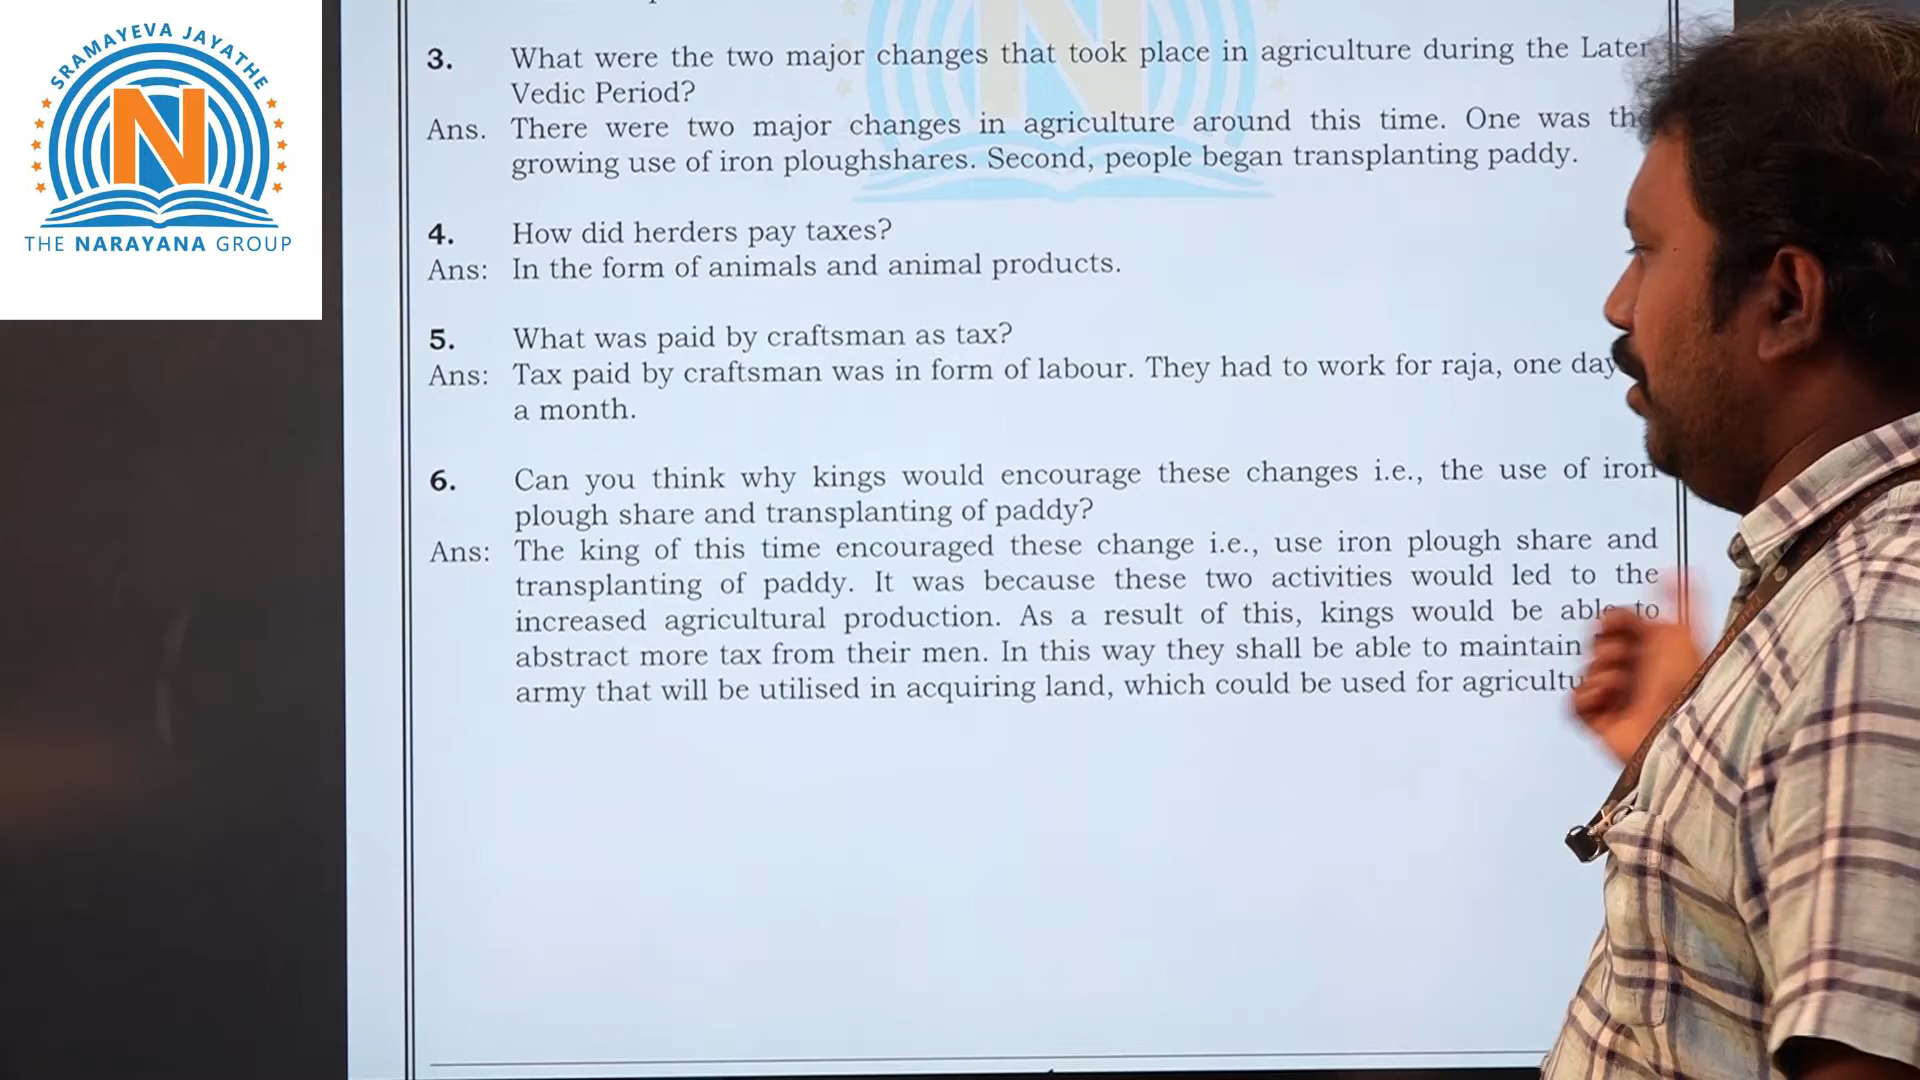 SRAMAYEVA JAYATHE
N
THE NARAYANA GROUP
3. What were the two major changes that took place in agriculture during the Later
Vedic Period?
Ans. There were two major changes in agriculture around this time. One was the
growing use of iron ploughshares. Second, people began transplanting paddy.
4. How did herders pay taxes?
Ans: In the form of animals and animal products.
5. What was paid by craftsman as tax?
Ans: Tax paid by craftsman was in form of labour. They had to work for raja, one day
a month.
6. Can you think why kings would encourage these changes i.e., the use of iron
plough share and transplanting of paddy?
Ans: The king of this time encouraged these change i.e., use iron plough share and
transplanting of paddy. It was because these two activities would led to the
increased agricultural production. As a result of this, kings would be able to
abstract more tax from their men. In this way they shall be able to maintain
army that will be utilised in acquiring land, which could be used for